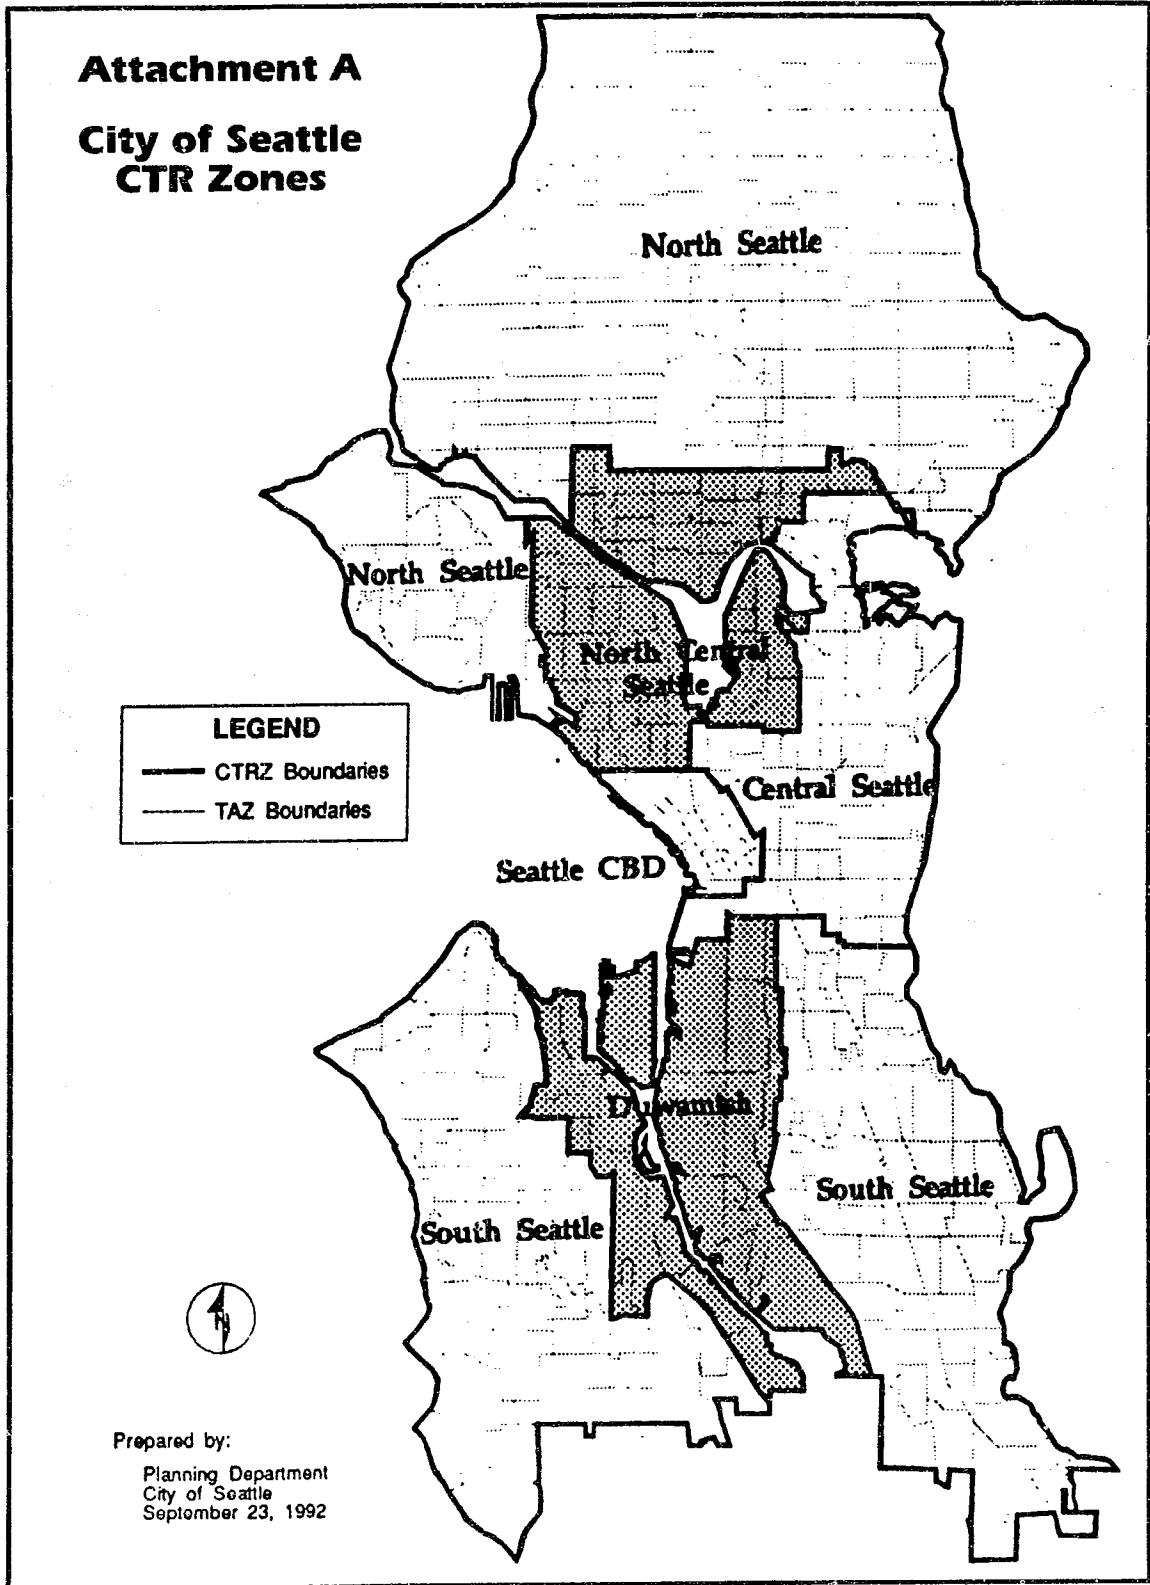 Attachment A
City of Seattle
CTR Zones
North Seattle
North Seattle
North Central
Seattle
LEGEND
CTRZ Boundaries
TAZ Boundaries
Central Seattle
Seattle CBD
Duwamish
South Seattle
South Seattle
N
Prepared by:
Planning Department
City of Seattle
September 23, 1992